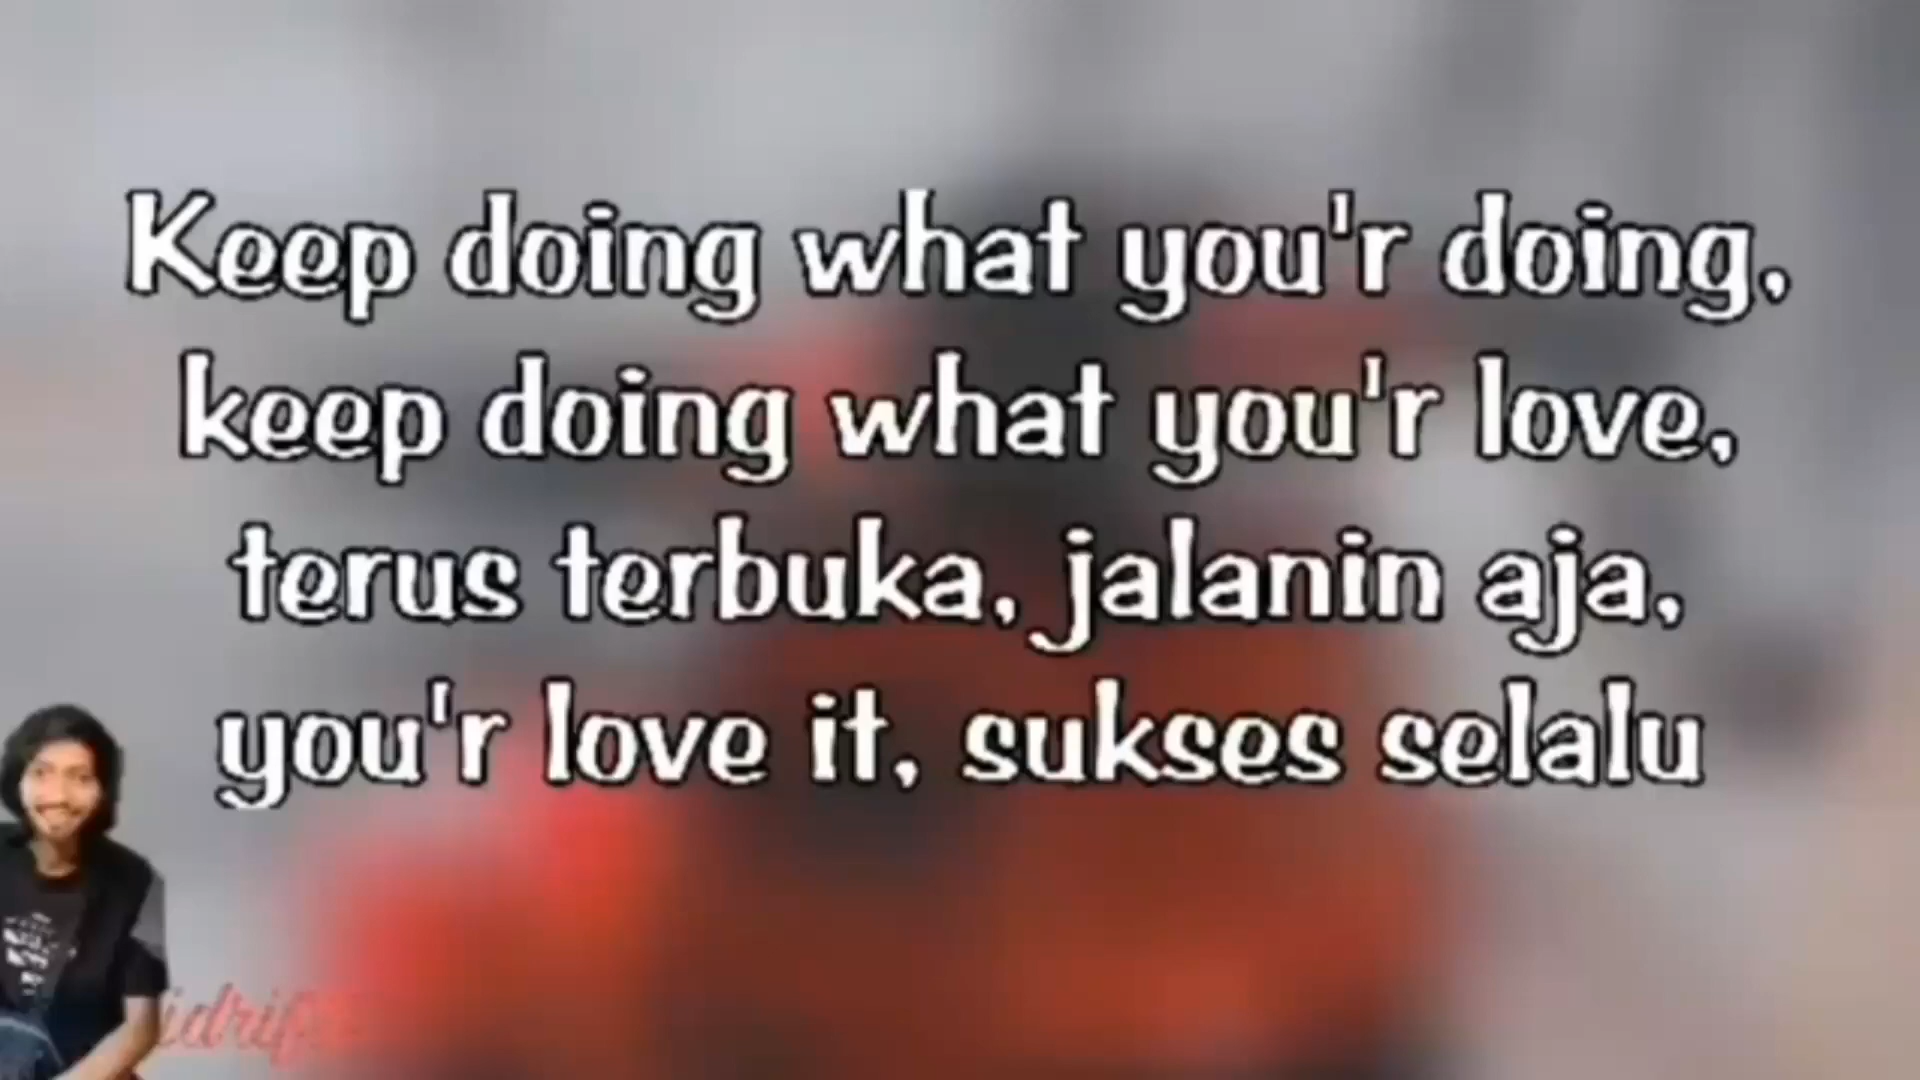 Keep doing what you'r doing,
keep doing what you'r love,
terus terbuka, jalanin aja,
you'r love it, sukses selalu